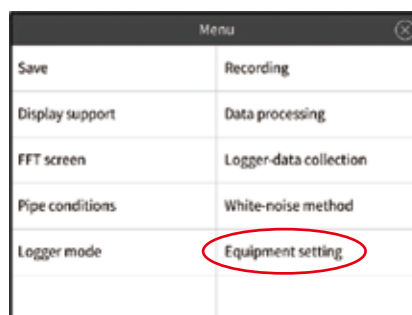 Menu
Save
Recording
Display support
Data processing
FFT screen
Logger-data collection
Pipe conditions
White-noise method
Logger mode
Equipment setting